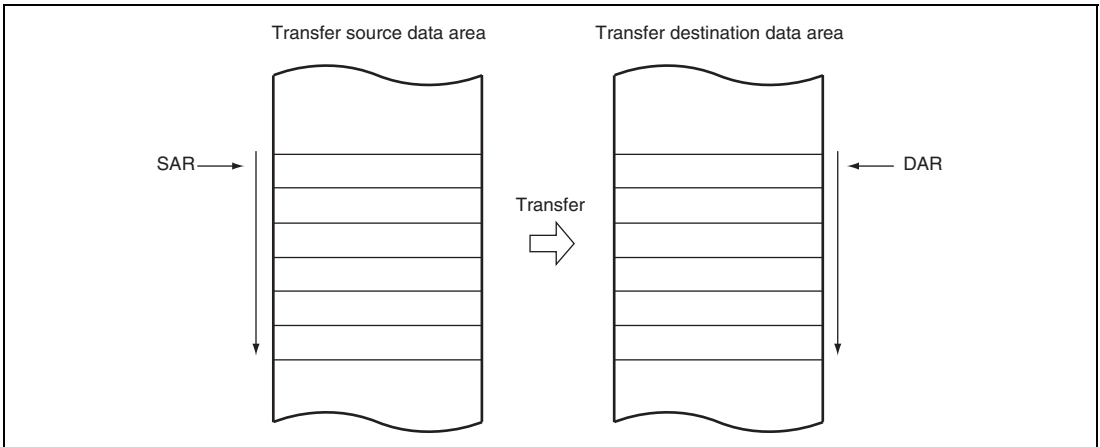 Transfer source data area
Transfer destination data area
SAR
Transfer
DAR